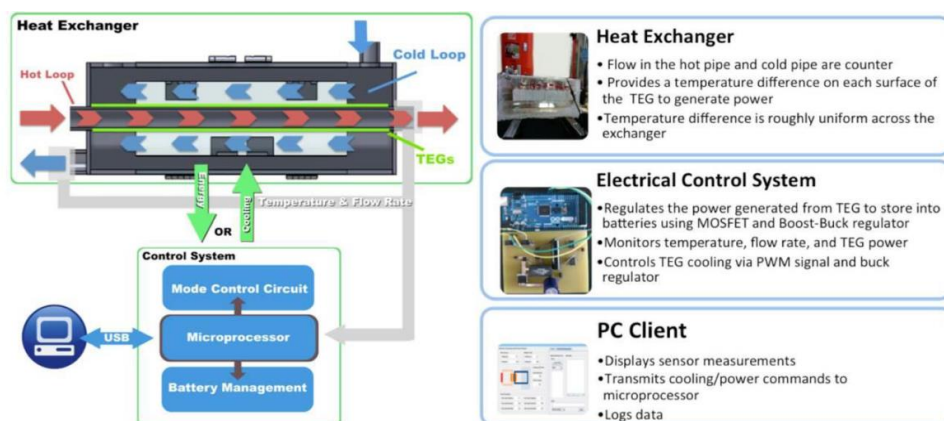 Heat Exchanger
Cold Loop
Hot Loop
TEGs
Energy
OR
Cooling
Temperature & Flow Rate
Control System
Mode Control Circuit
Microprocessor
Battery Management
USB
Heat Exchanger
• Flow in the hot pipe and cold pipe are counter
• Provides a temperature difference on each surface of
the TEG to generate power
•Temperature difference is roughly uniform across the
exchanger
Electrical Control System
•Regulates the power generated from TEG to store into
batteries using MOSFET and Boost-Buck regulator
•Monitors temperature, flow rate, and TEG power
•Controls TEG cooling via PWM signal and buck
regulator
PC Client
•Displays sensor measurements
•Transmits cooling/power commands to
microprocessor
•Logs data